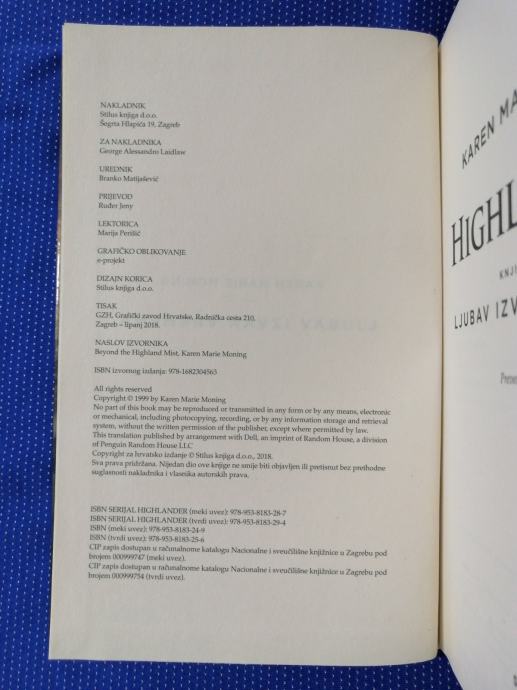 NAKLADNIK
Stilus knjiga d.o.o.
Šegrta Hlapića 19, Zagreb
ZA NAKLADNIKA
George Alessandro Laidlaw
UREDNIK
Branko Matijašević
PRIJEVOD
Ruđer Jeny
LEKTORICA
Marija Perišić
GRAFIČKO OBLIKOVANJE
e-projekt
DIZAJN KORICA
Stilus knjiga d.o.o.
TISAK
GZH, Grafički zavod Hrvatske, Radnička cesta 210,
Zagreb – lipanj 2018.
NASLOV IZVORNIKA
Beyond the Highland Mist, Karen Marie Moning
ISBN izvornog izdanja: 978-1682304563
All rights reserved
Copyright © 1999 by Karen Marie Moning
No part of this book may be reproduced or transmitted in any form or by any means, electronic
or mechanical, including photocopying, recording, or by any information storage and retrieval
system, without the written permission of the publisher, except where permitted by law.
This translation published by arrangement with Dell, an imprint of Random House, a division
of Penguin Random House LLC
Copyright za hrvatsko izdanje © Stilus knjiga d.o.o., 2018.
Sva prava pridržana. Nijedan dio ove knjige ne smije biti objavljen ili pretisnut bez prethodne
suglasnosti nakladnika i vlasnika autorskih prava.
ISBN SERIJAL HIGHLANDER (meki uvez): 978-953-8183-28-7
ISBN SERIJAL HIGHLANDER (tvrdi uvez): 978-953-8183-29-4
ISBN (meki uvez): 978-953-8183-24-9
ISBN (tvrdi uvez): 978-953-8183-25-6
CIP zapis dostupan u računalnome katalogu Nacionalne i sveučilišne knjižnice u Zagrebu pod
brojem 000999747 (meki uvez).
CIP zapis dostupan u računalnome katalogu Nacionalne i sveučilišne knjižnice u Zagrebu pod
brojem 000999754 (tvrdi uvez).
KAREN MA
HIGHL
KNJI
LJUBAV IZV